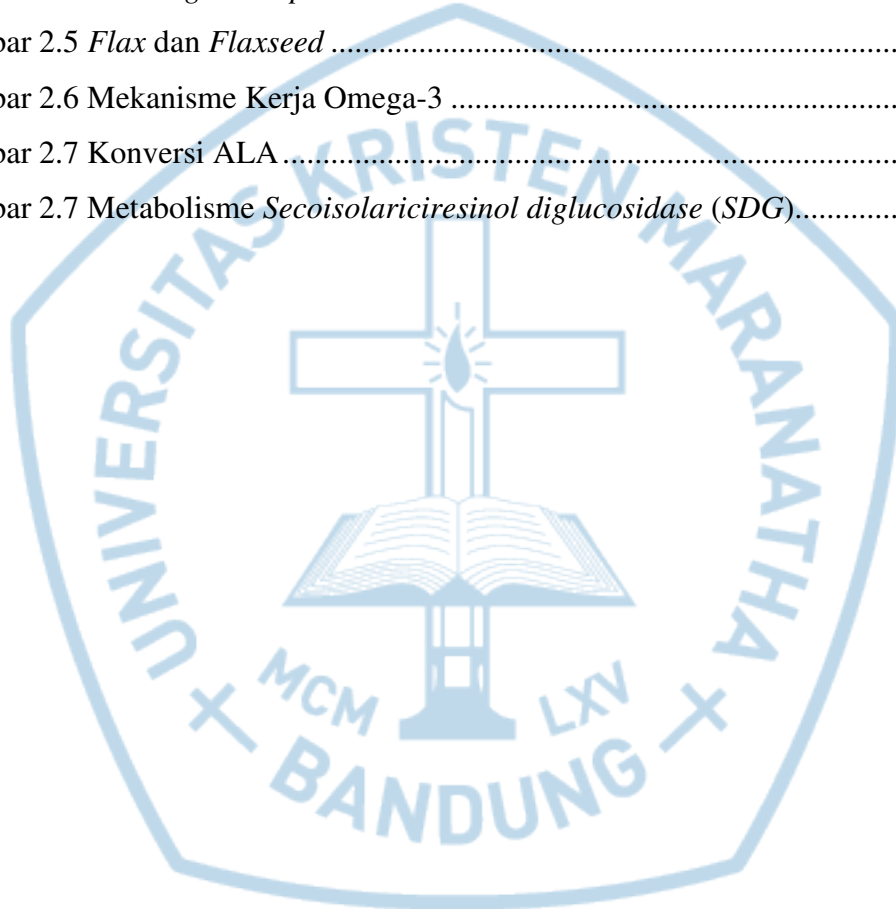 bar 2.5 Flax dan Flaxseed ........................................................................
bar 2.6 Mekanisme Kerja Omega-3 .........................................................
bar 2.7 Konversi ALA..............................................................................
bar 2.7 Metabolisme Secoisolariciresinol diglucosidase (SDG).............
UNIVERSITAS KRISTEN MARANATHA
MCM LXV
BANDUNG